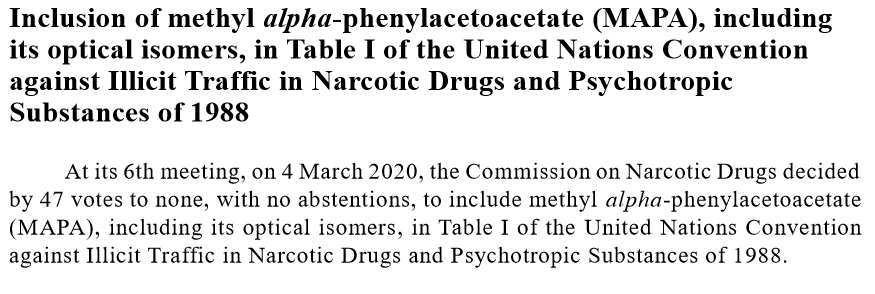 Inclusion of methyl alpha-phenylacetoacetate (MAPA), including
its optical isomers, in Table I of the United Nations Convention
against Illicit Traffic in Narcotic Drugs and Psychotropic
Substances of 1988
At its 6th meeting, on 4 March 2020, the Commission on Narcotic Drugs decided
by 47 votes to none, with no abstentions, to include methyl alpha-phenylacetoacetate
(MAPA), including its optical isomers, in Table I of the United Nations Convention
against Illicit Traffic in Narcotic Drugs and Psychotropic Substances of 1988.